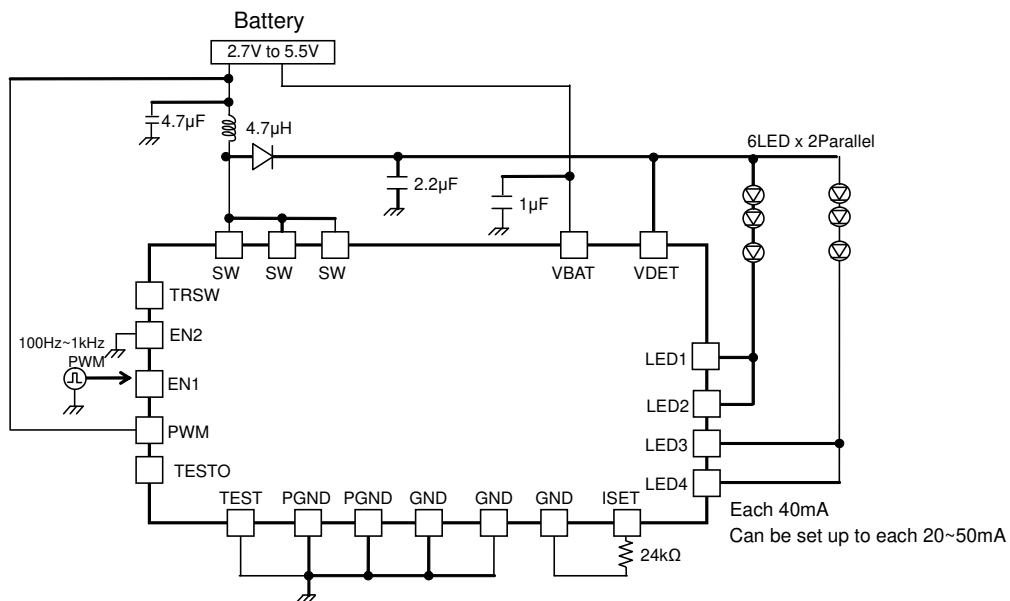 Battery
2.7V to 5.5V
4.7µF
4.7µH
6LED x 2Parallel
2.2µF
1µF
SW
SW
SW
VBAT
VDET
TRSW
EN2
100Hz~1kHz
PWM
EN1
PWM
TESTO
LED1
LED2
LED3
LED4
TEST
PGND
PGND
GND
GND
GND
ISET
24kΩ
Each 40mA
Can be set up to each 20~50mA